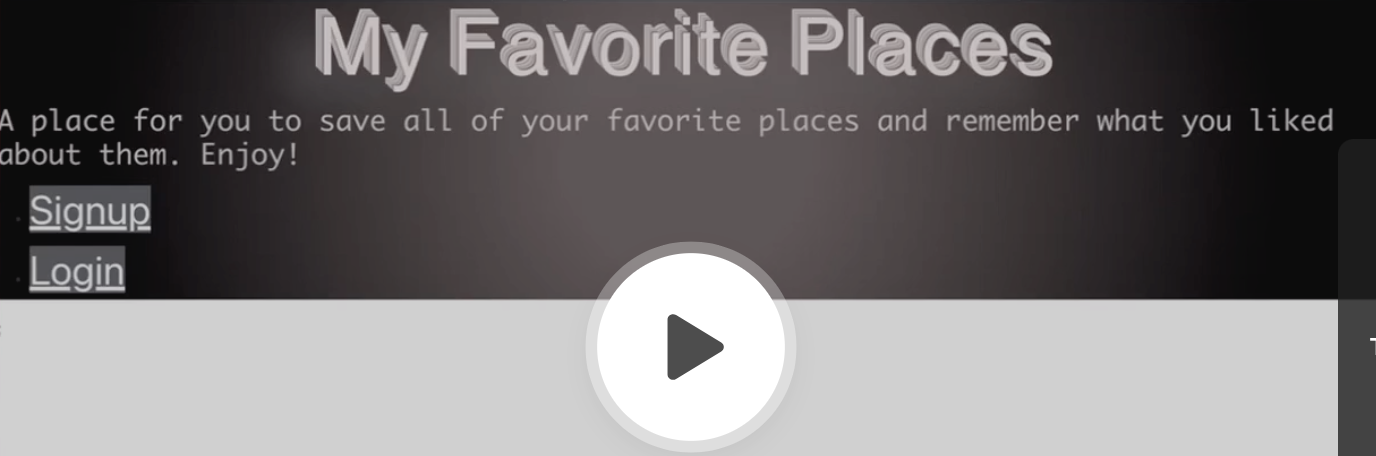 My Favorite Places
A place for you to save all of your favorite places and remember what you liked
about them. Enjoy!
Signup
Login